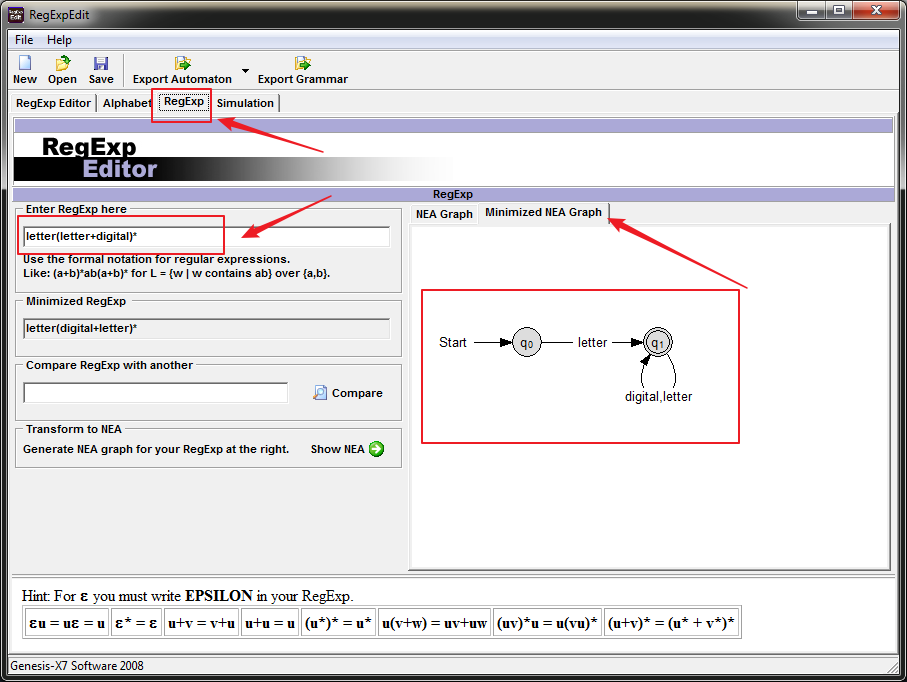 RegExpEdit
File Help
New Open Save Export Automaton Export Grammar
RegExp Editor Alphabet RegExp Simulation
RegExp
Editor
RegExp
Enter RegExp here
letter(letter+digital)*
Use the formal notation for regular expressions.
Like: (a+b)*ab(a+b)* for L = {w | w contains ab} over {a,b}.
Minimized RegExp
letter(digital+letter)*
Compare RegExp with another
Compare
Transform to NEA
Generate NEA graph for your RegExp at the right. Show NEA
NEA Graph Minimized NEA Graph
Start q0 letter q1
digital,letter
Hint: For ε you must write EPSILON in your RegExp.
εu = uε = u ε* = ε u+v = v+u u+u = u (u*)* = u* u(v+w) = uv+uw (uv)*u = u(vu)* (u+v)* = (u* + v*)*
Genesis-X7 Software 2008